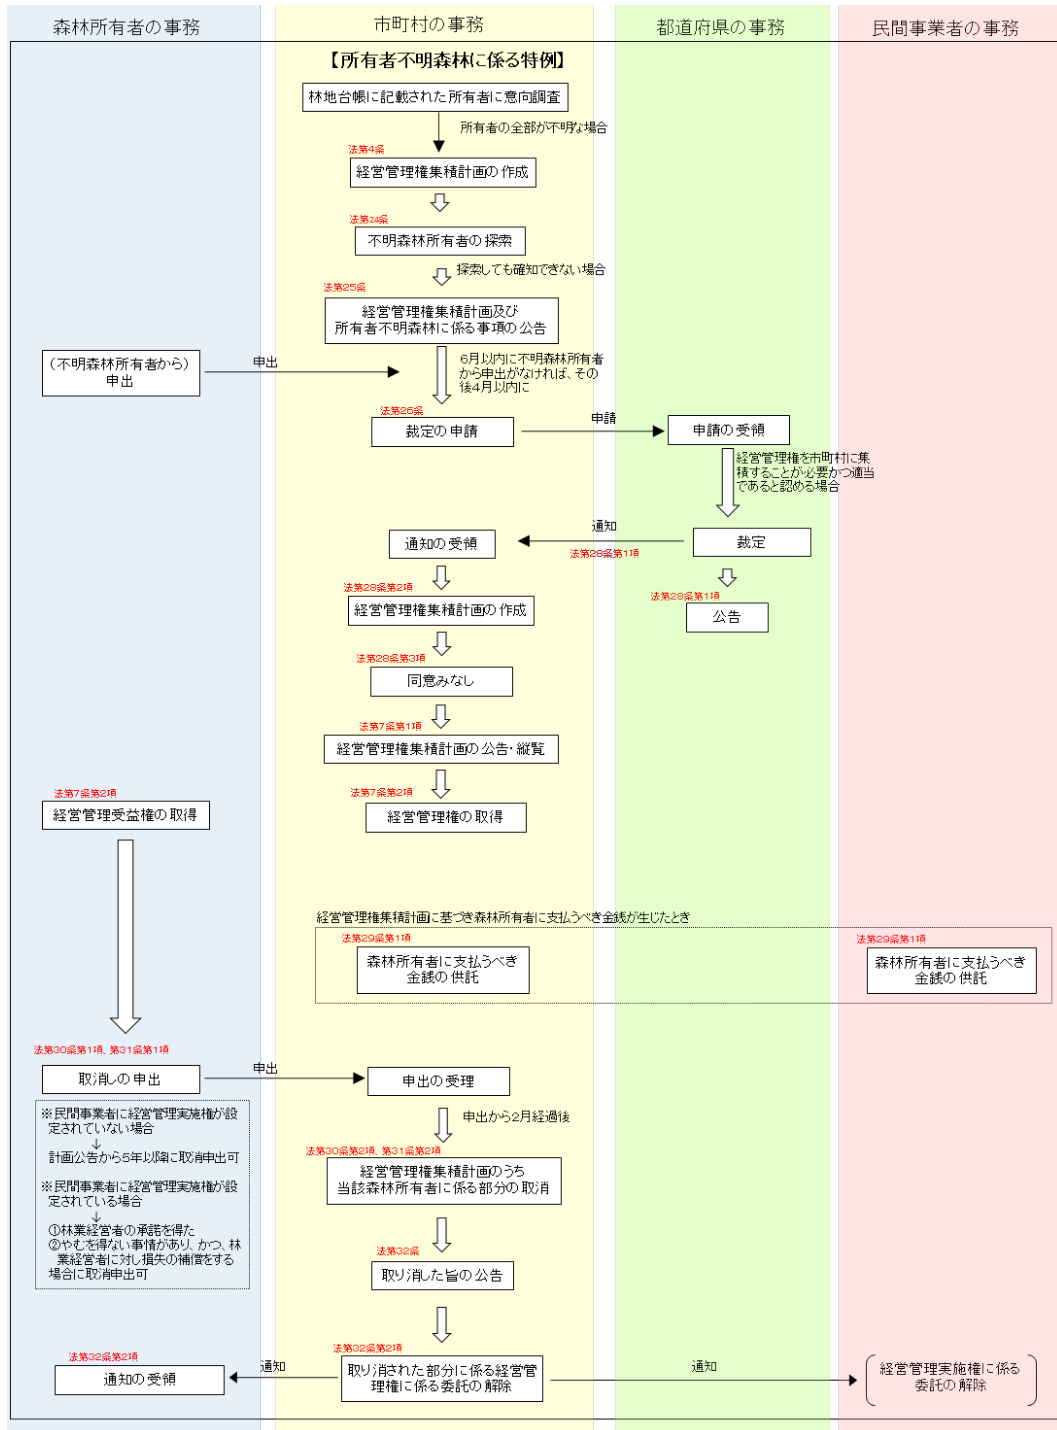 森林所有者の事務
市町村の事務
都道府県の事務
民間事業者の事務
【所有者不明森林に係る特例】
林地台帳に記載された所有者に意向調査
所有者の全部が不明な場合
法第4条
経営管理権集積計画の作成
法第24条
不明森林所有者の探索
探索しても確知できない場合
法第25条
経営管理権集積計画及び
所有者不明森林に係る事項の公告
(不明森林所有者から)
申出
申出
6月以内に不明森林所有者
から申出がなければ、その
後4月以内に
法第26条
裁定の申請
申請
申請の受領
経営管理権を市町村に集
積することが必要かつ適当
であると認める場合
通知の受領
通知
法第28条第1項
裁定
法第28条第2項
経営管理権集積計画の作成
法第28条第1項
公告
法第28条第3項
同意みなし
法第7条第1項
経営管理権集積計画の公告・縦覧
法第7条第2項
経営管理受益権の取得
法第7条第2項
経営管理権の取得
経営管理権集積計画に基づき森林所有者に支払うべき金銭が生じたとき
法第29条第1項
森林所有者に支払うべき
金銭の供託
法第29条第1項
森林所有者に支払うべき
金銭の供託
法第30条第1項、第31条第1項
取消しの申出
申出
申出の受理
※民間事業者に経営管理実施権が設
定されていない場合
↓
計画公告から5年以降に取消申出可
※民間事業者に経営管理実施権が設
定されている場合
↓
①林業経営者の承諾を得た
②やむを得ない事情があり、かつ、林
業経営者に対し損失の補償をする
場合に取消申出可
申出から2月経過後
法第30条第2項、第31条第2項
経営管理権集積計画のうち
当該森林所有者に係る部分の取消
法第32条
取り消した旨の公告
法第32条第2項
取り消された部分に係る経営管
理権に係る委託の解除
法第32条第2項
通知の受領
通知
通知
経営管理実施権に係る
委託の解除